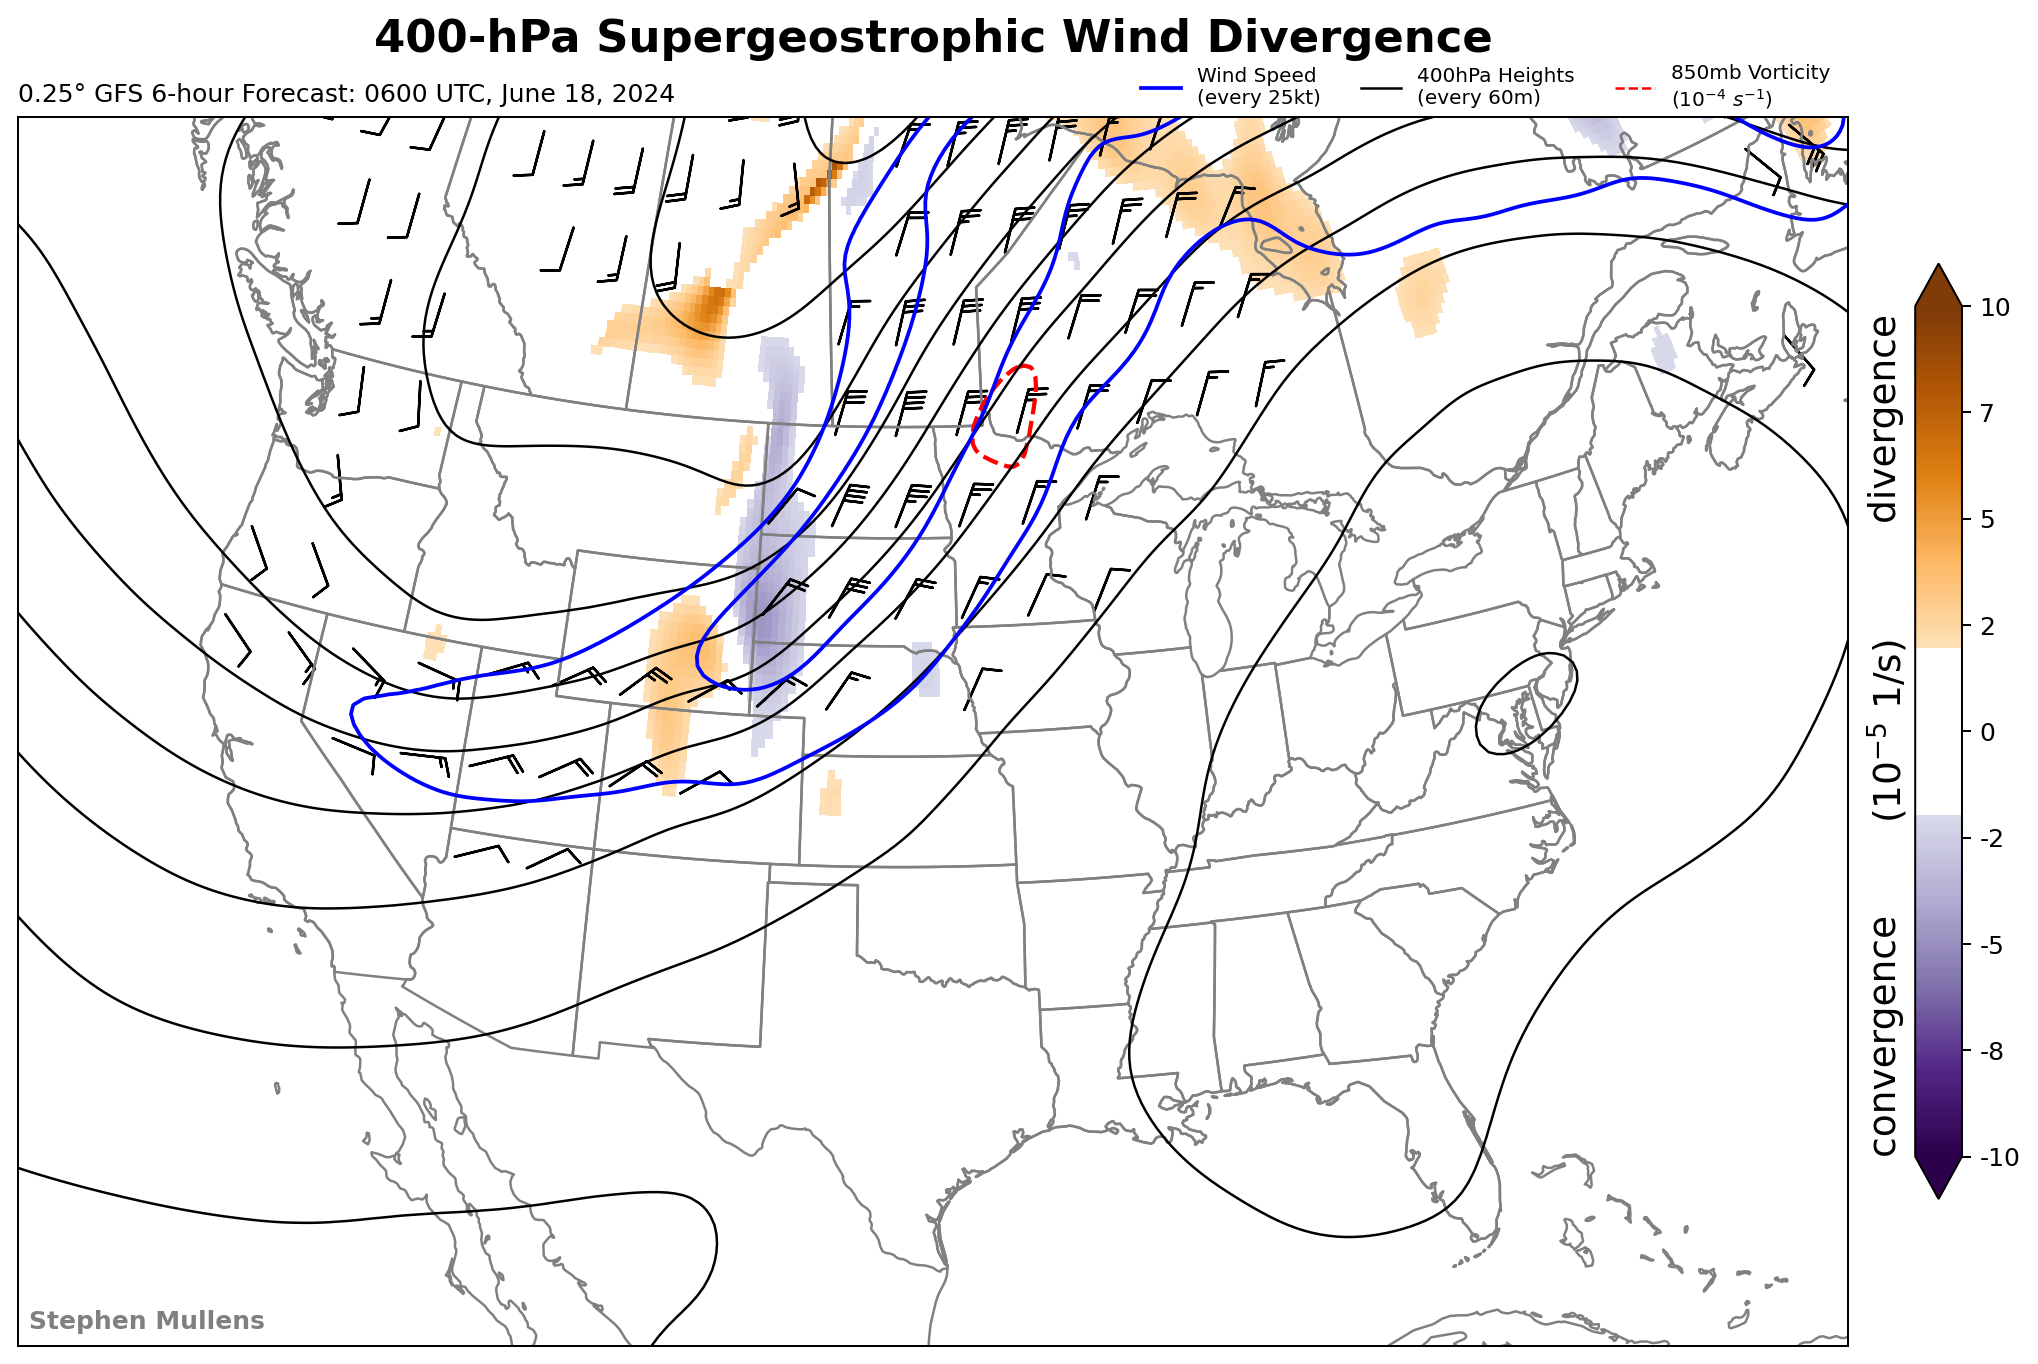 400-hPa Supergeostrophic Wind Divergence
0.25° GFS 6-hour Forecast: 0600 UTC, June 18, 2024
Wind Speed
(every 25kt)
400hPa Heights
(every 60m)
850mb Vorticity
(10⁻⁴ s⁻¹)
10
7
5
2
0
-2
-5
-8
-10
convergence (10⁻⁵ 1/s) divergence
Stephen Mullens